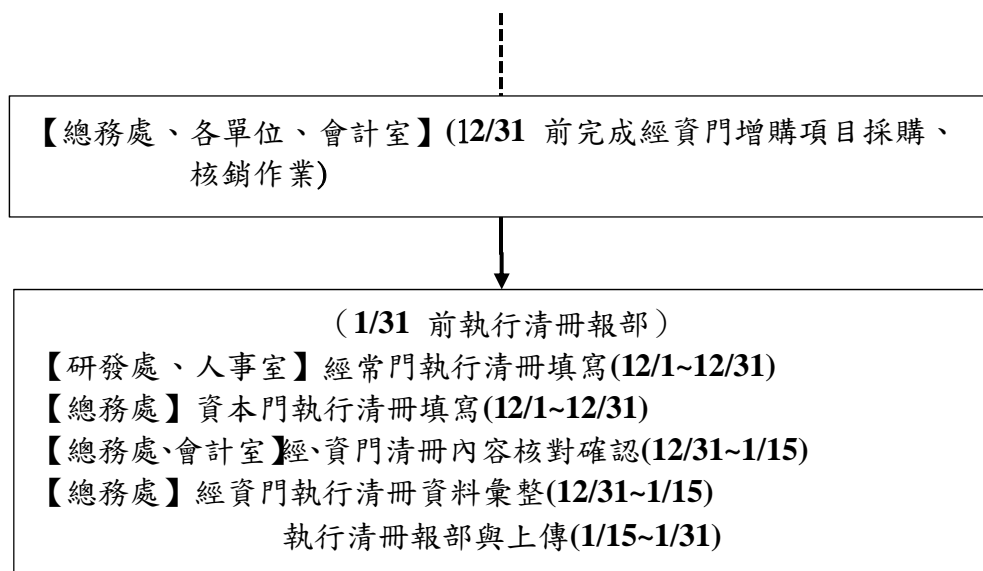 【總務處、各單位、會計室】(12/31 前完成經資門增購項目採購、
核銷作業)
（1/31 前執行清冊報部）
【研發處、人事室】經常門執行清冊填寫(12/1~12/31)
【總務處】資本門執行清冊填寫(12/1~12/31)
【總務處、會計室】經、資門清冊內容核對確認(12/31~1/15)
【總務處】經資門執行清冊資料彙整(12/31~1/15)
執行清冊報部與上傳(1/15~1/31)